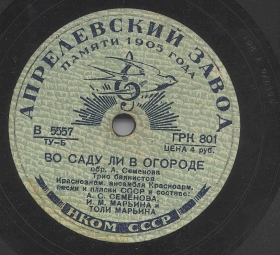 АПРЕЛЕВСКИЙ ЗАВОД
ПАМЯТИ 1905 ГОДА
В 5557
ТУ-Б
ГРК 801
ЦЕНА 4 руб.
ВО САДУ ЛИ В ОГОРОДЕ
обр. А. Семенова
Трио баянистов
Краснозн ансамбля Красноарм.
песни и пляски СССР в составе:
А. С. СЕМЕНОВА,
И. М. МАРЬИНА и
ТОЛИ МАРЬИНА
НКОМ СССР